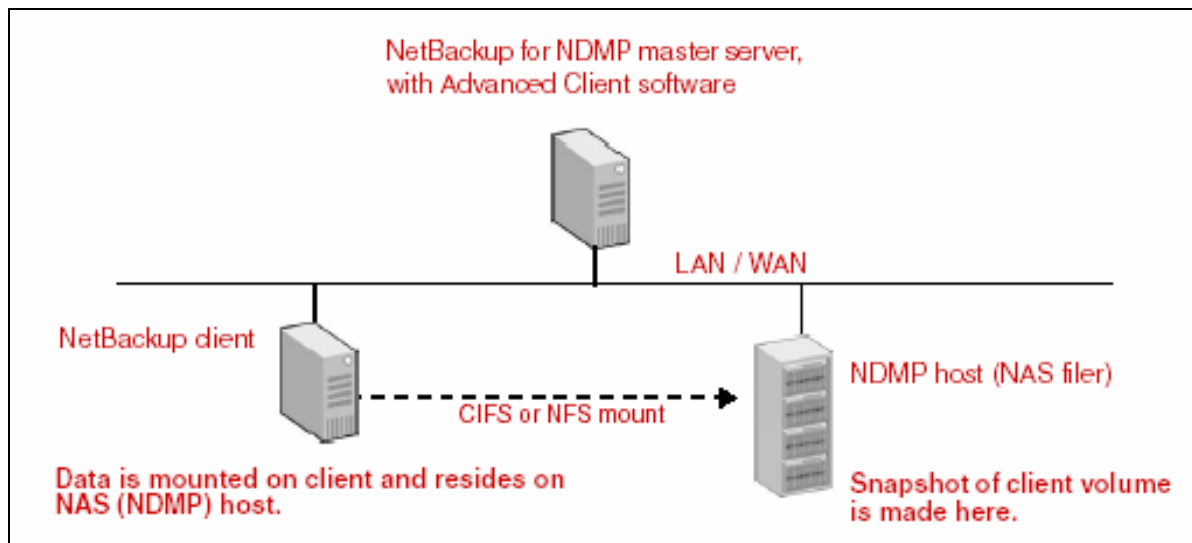 NetBackup for NDMP master server,
with Advanced Client software
LAN / WAN
NetBackup client
NDMP host (NAS filer)
CIFS or NFS mount
Data is mounted on client and resides on
NAS (NDMP) host.
Snapshot of client volume
is made here.